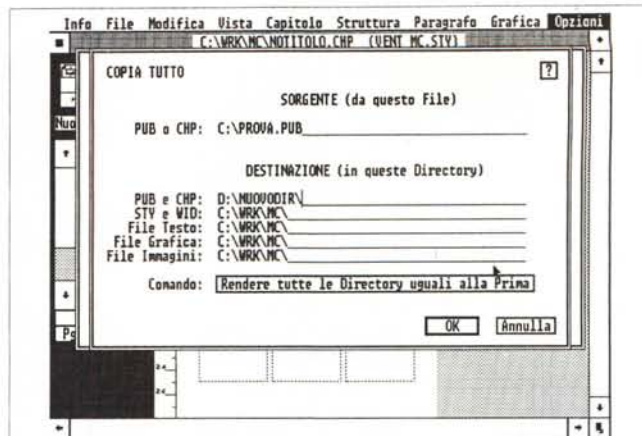 Info File Modifica Vista Capitolo Struttura Paragrafo Grafica Opzioni
C:\WRK\MC\NOTITOLO.CHP (VENT_MC.STY)
COPIA TUTTO ?
SORGENTE (da questo File)
PUB o CHP: C:\PROVA.PUB
DESTINAZIONE (in queste Directory)
PUB e CHP: D:\NUOVODIR\
STY e WID: C:\WRK\MC\
File Testo: C:\WRK\MC\
File Grafica: C:\WRK\MC\
File Immagini: C:\WRK\MC\
Comando: Rendere tutte le Directory uguali alla Prima
OK Annulla
Nuo